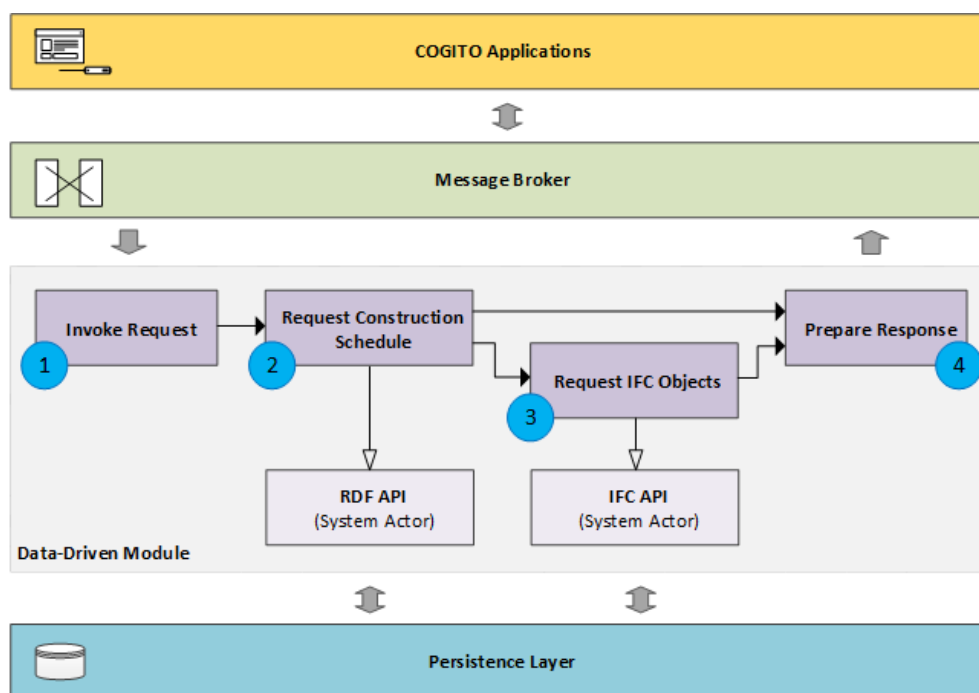 COGITO Applications
Message Broker
Invoke Request
1
Request Construction
Schedule
2
Request IFC Objects
3
Prepare Response
4
RDF API
(System Actor)
IFC API
(System Actor)
Data-Driven Module
Persistence Layer